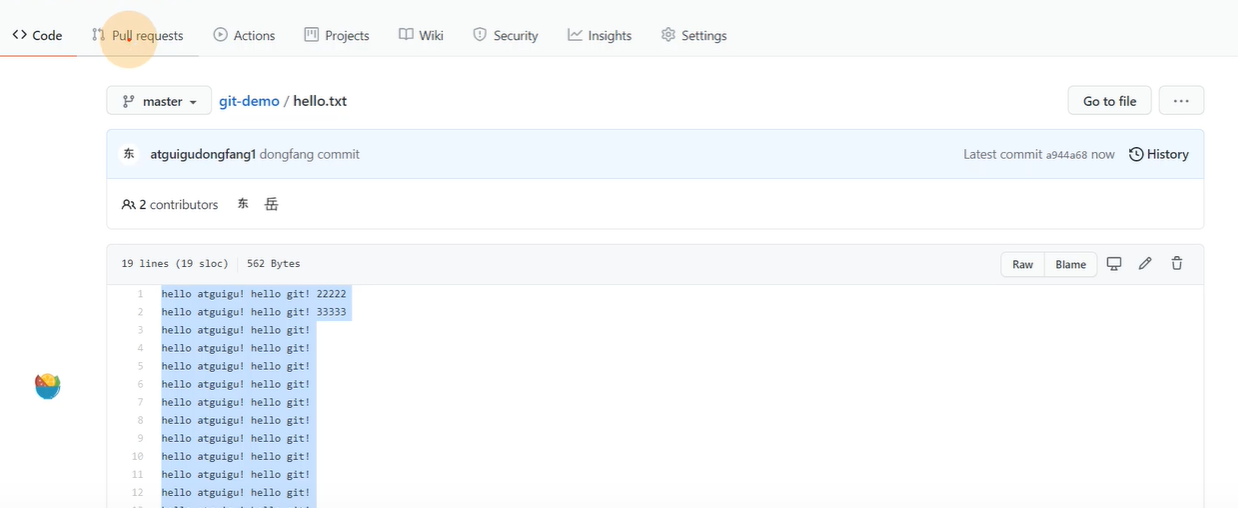 Code Pull requests Actions Projects Wiki Security Insights Settings
master git-demo / hello.txt Go to file ...
东 atguigudongfang1 dongfang commit Latest commit a944a68 now History
2 contributors 东 岳
19 lines (19 sloc) 562 Bytes Raw Blame
1 hello atguigu! hello git! 22222
2 hello atguigu! hello git! 33333
3 hello atguigu! hello git!
4 hello atguigu! hello git!
5 hello atguigu! hello git!
6 hello atguigu! hello git!
7 hello atguigu! hello git!
8 hello atguigu! hello git!
9 hello atguigu! hello git!
10 hello atguigu! hello git!
11 hello atguigu! hello git!
12 hello atguigu! hello git!